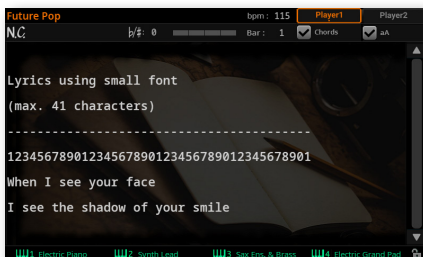 Future Pop bpm: 115 Player1 Player2
N.C. b/#: 0 Bar: 1 Chords aA
Lyrics using small font
(max. 41 characters)
-----------------------------------------
12345678901234567890123456789012345678901
When I see your face
I see the shadow of your smile
1 Electric Piano 2 Synth Lead 3 Sax Ens. & Brass 4 Electric Grand Pad